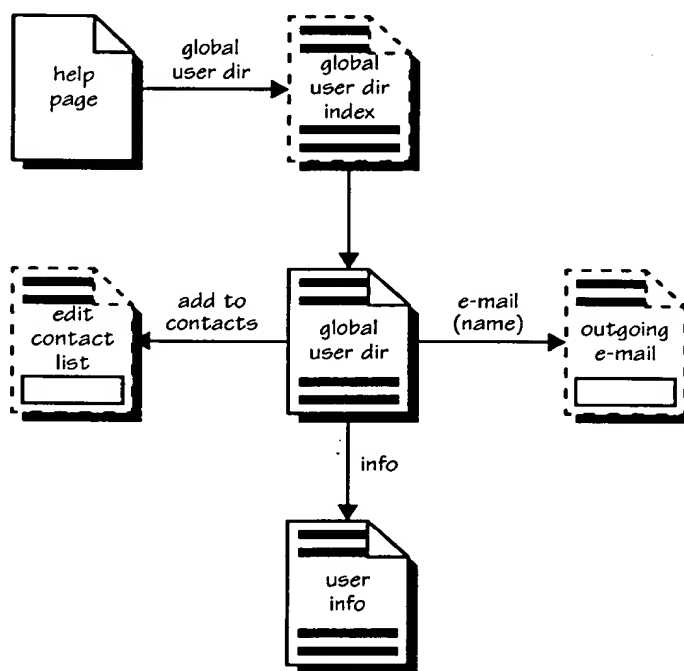 help
page
global
user dir
global
user dir
index
edit
contact
list
add to
contacts
global
user dir
e-mail
(name)
outgoing
e-mail
info
user
info